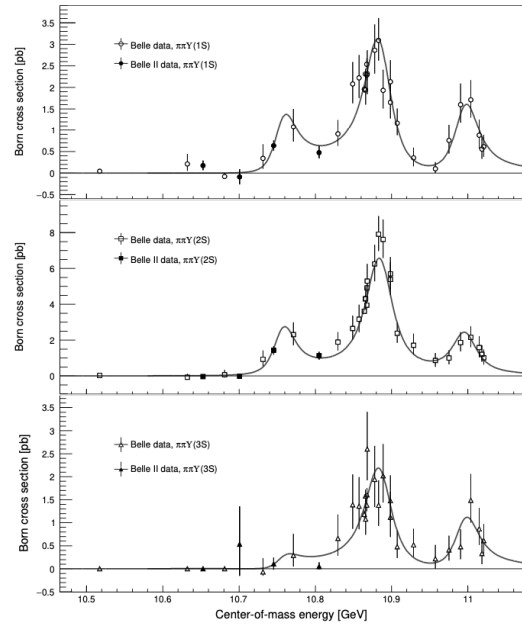 3.5
3
2.5
2
1.5
1
0.5
0
−0.5
Born cross section [pb]
Belle data, ππΥ(1S)
Belle II data, ππΥ(1S)
8
6
4
2
0
Born cross section [pb]
Belle data, ππΥ(2S)
Belle II data, ππΥ(2S)
3.5
3
2.5
2
1.5
1
0.5
0
−0.5
Born cross section [pb]
Belle data, ππΥ(3S)
Belle II data, ππΥ(3S)
10.5 10.6 10.7 10.8 10.9 11
Center-of-mass energy [GeV]